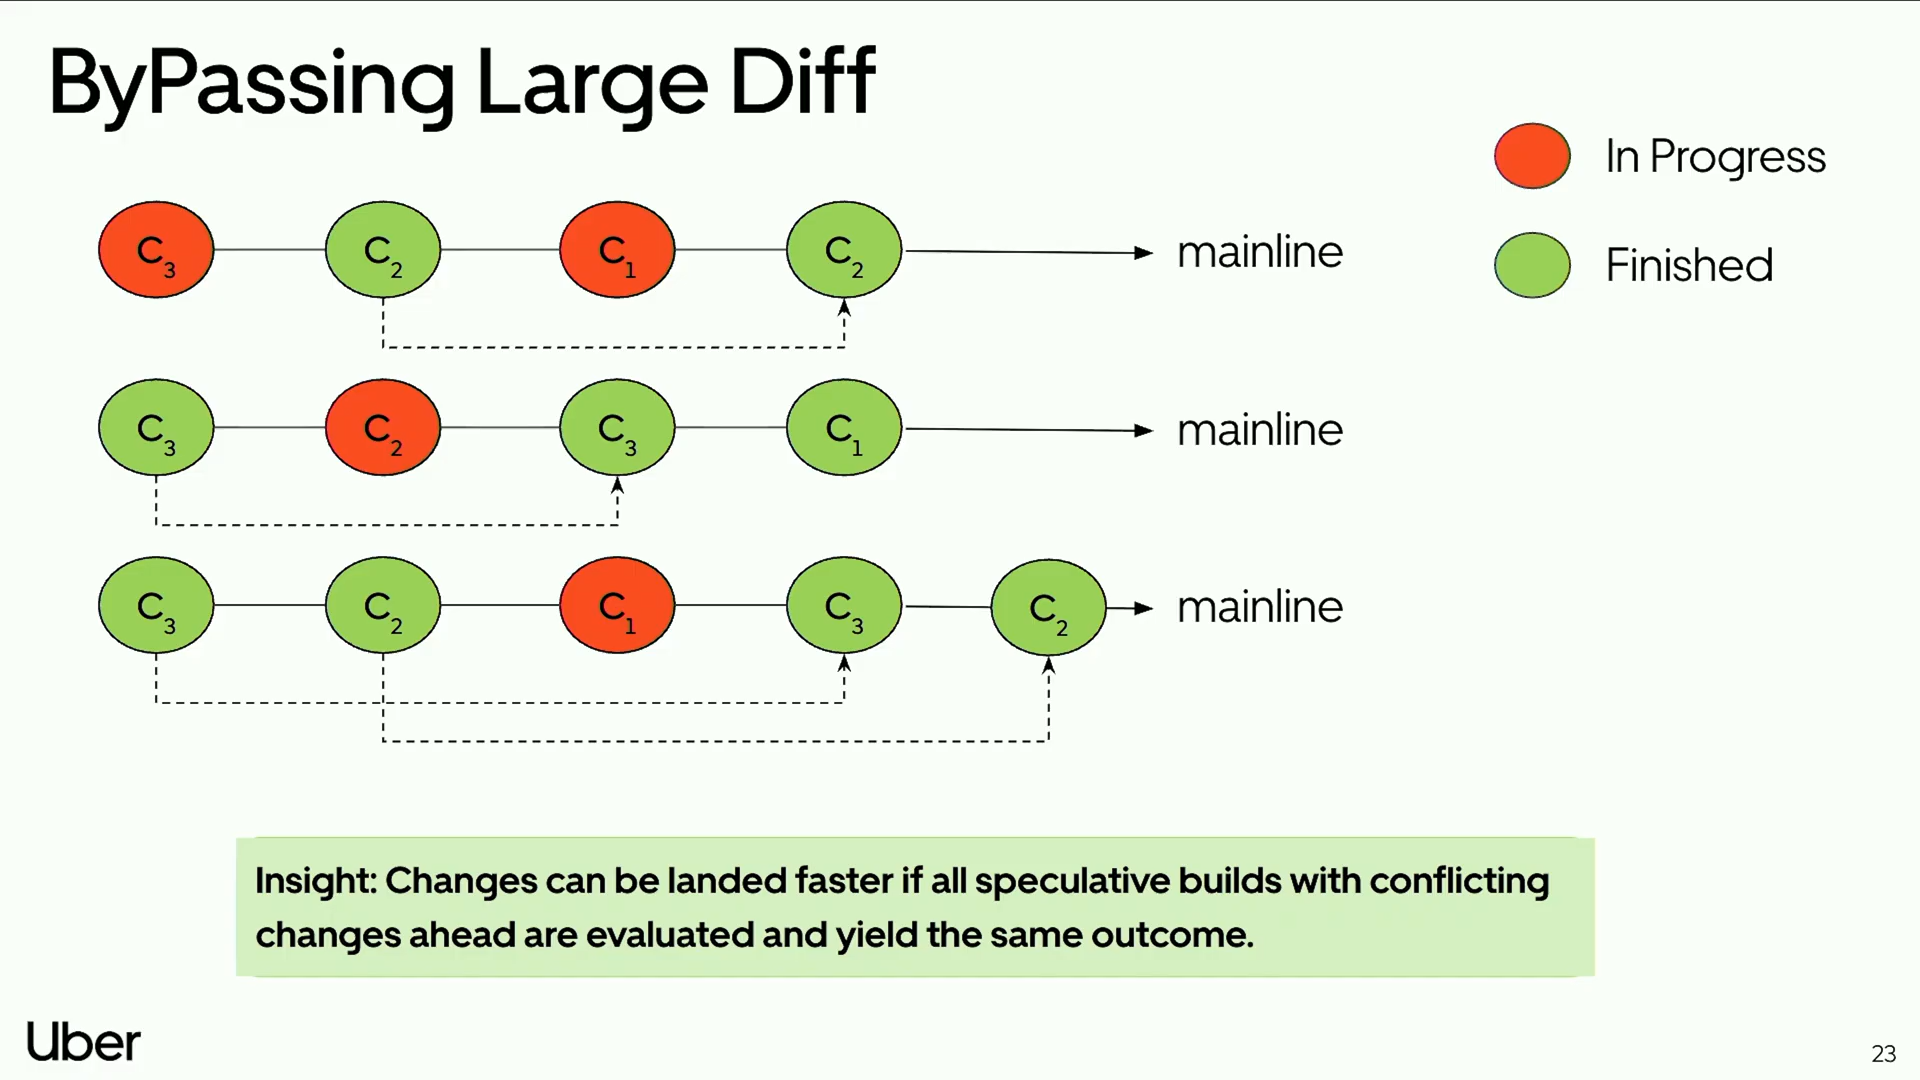 ByPassing Large Diff
In Progress
Finished
C3 C2 C1 C2 mainline
C3 C2 C3 C1 mainline
C3 C2 C1 C3 C2 mainline
Insight: Changes can be landed faster if all speculative builds with conflicting
changes ahead are evaluated and yield the same outcome.
Uber
23